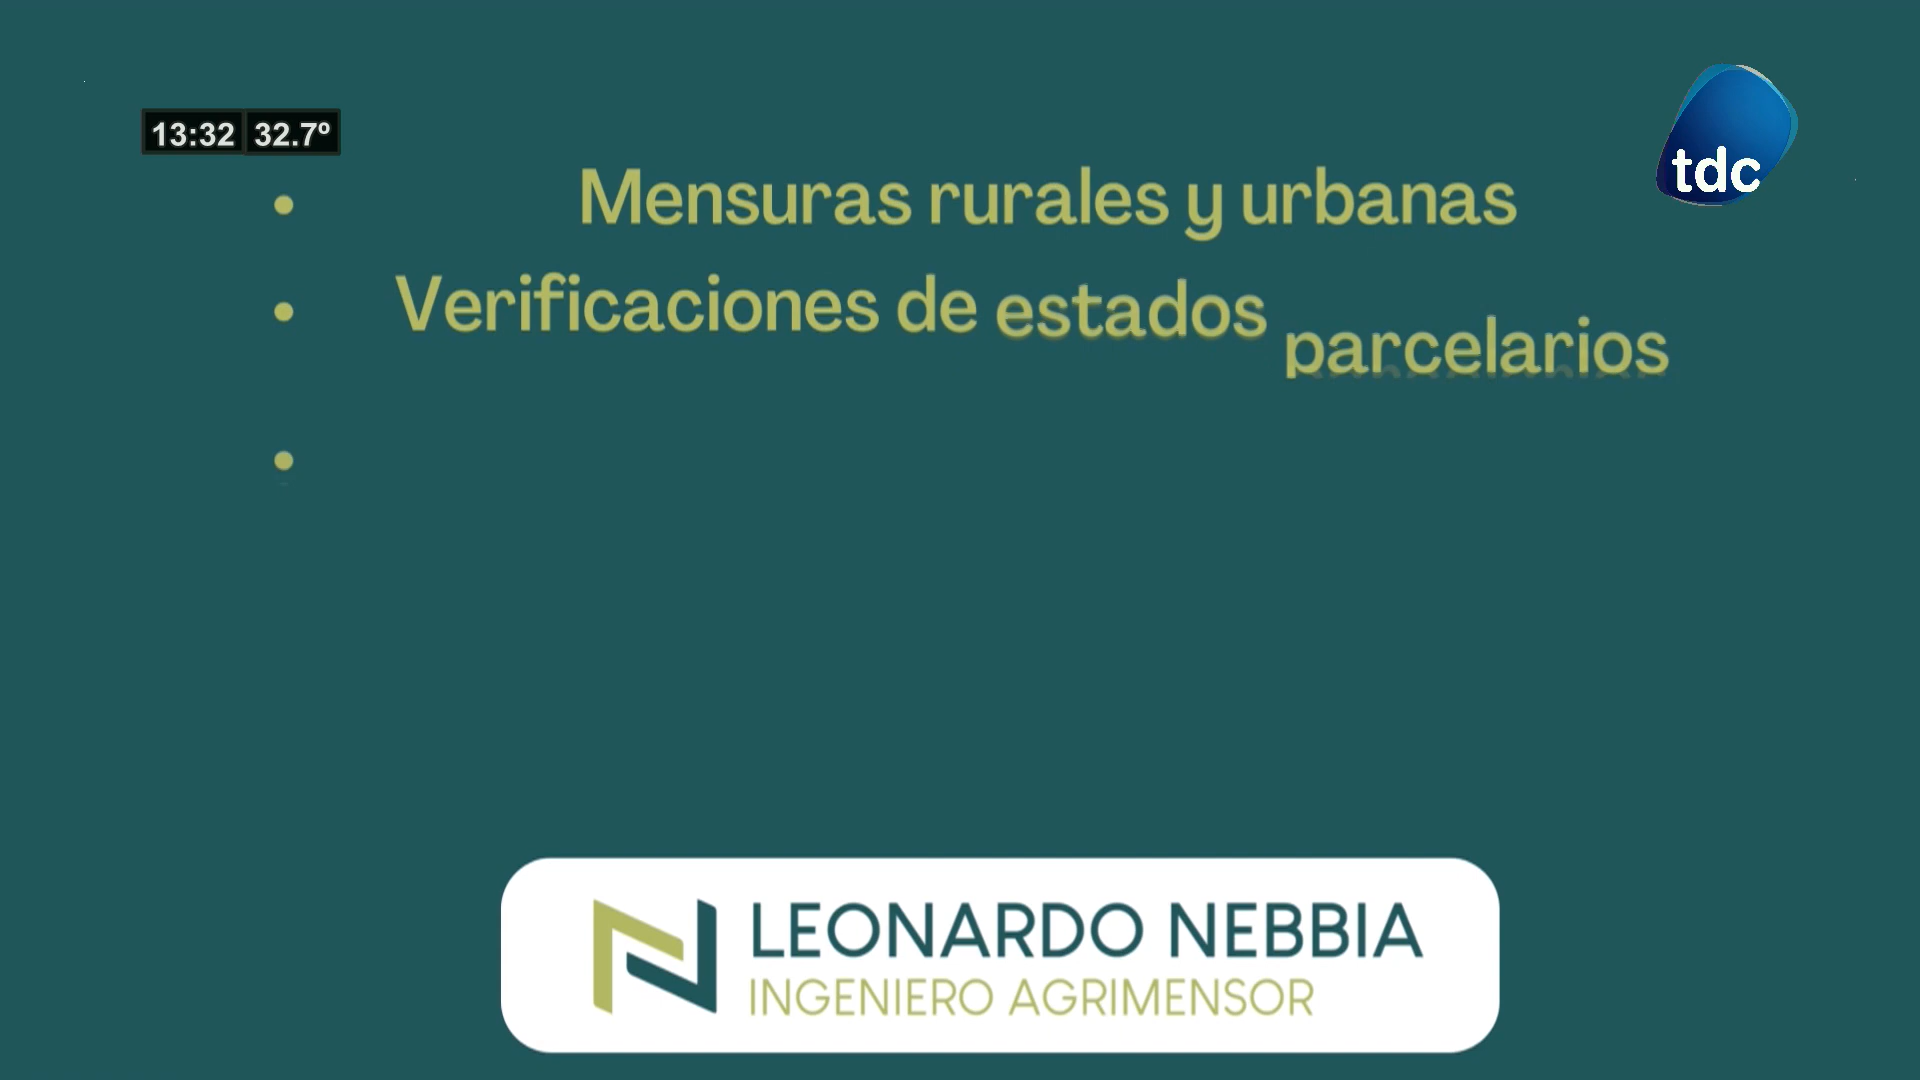 13:32 32.7º
tdc
• Mensuras rurales y urbanas
• Verificaciones de estados parcelarios
•
LEONARDO NEBBIA
INGENIERO AGRIMENSOR